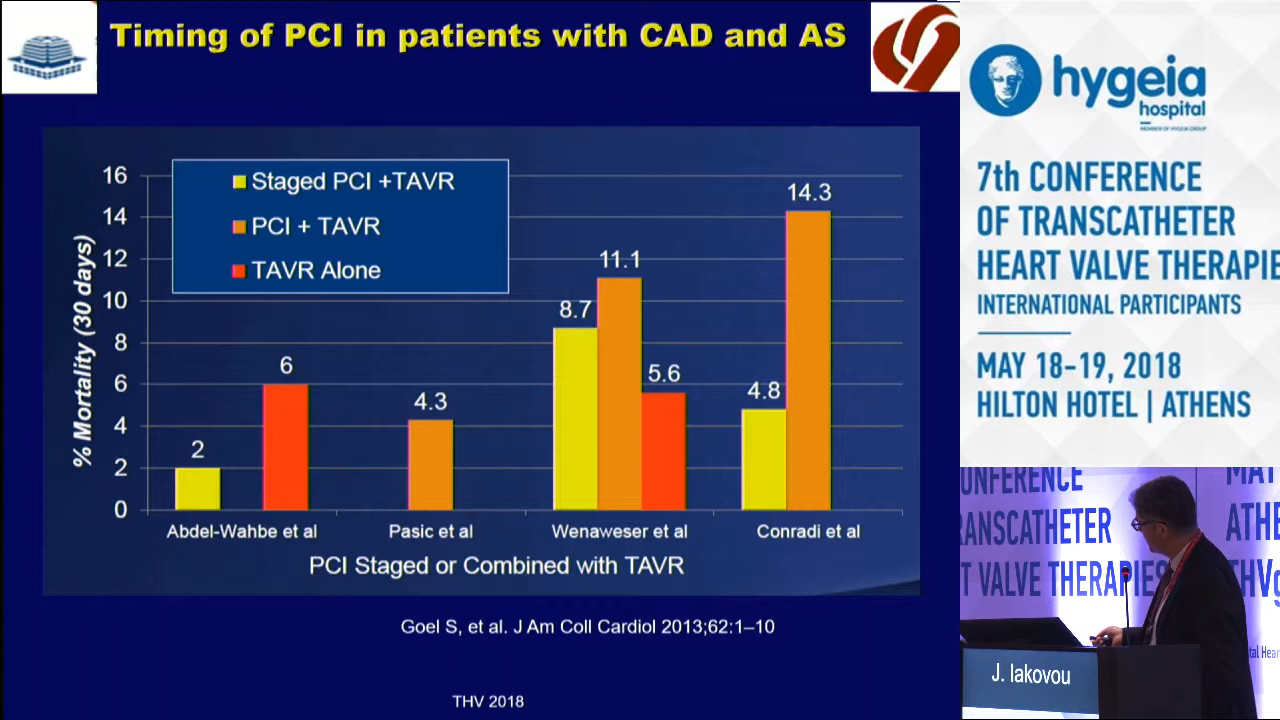 Timing of PCI in patients with CAD and AS
% Mortality (30 days)
16
14
12
10
8
6
4
2
0
Staged PCI +TAVR
PCI + TAVR
TAVR Alone
2
6
4.3
8.7
11.1
5.6
4.8
14.3
Abdel-Wahbe et al
Pasic et al
Wenaweser et al
Conradi et al
PCI Staged or Combined with TAVR
Goel S, et al. J Am Coll Cardiol 2013;62:1–10
THV 2018
hygeia
hospital
MEMBER OF HYGEIA GROUP
7th CONFERENCE
OF TRANSCATHETER
HEART VALVE THERAPIE
INTERNATIONAL PARTICIPANTS
MAY 18-19, 2018
HILTON HOTEL | ATHENS
ONFERENCE
RANSCATHETER
T VALVE THERAPIES
MAY
ATHE
THVg
tal Hear
J. Iakovou